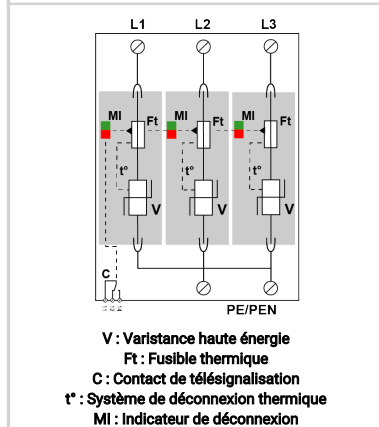 L1 L2 L3
MI Ft MI Ft MI Ft
t° t° t°
V V V
C
PE/PEN
V : Varistance haute énergie
Ft : Fusible thermique
C : Contact de télésignalisation
t° : Système de déconnexion thermique
MI : Indicateur de déconnexion